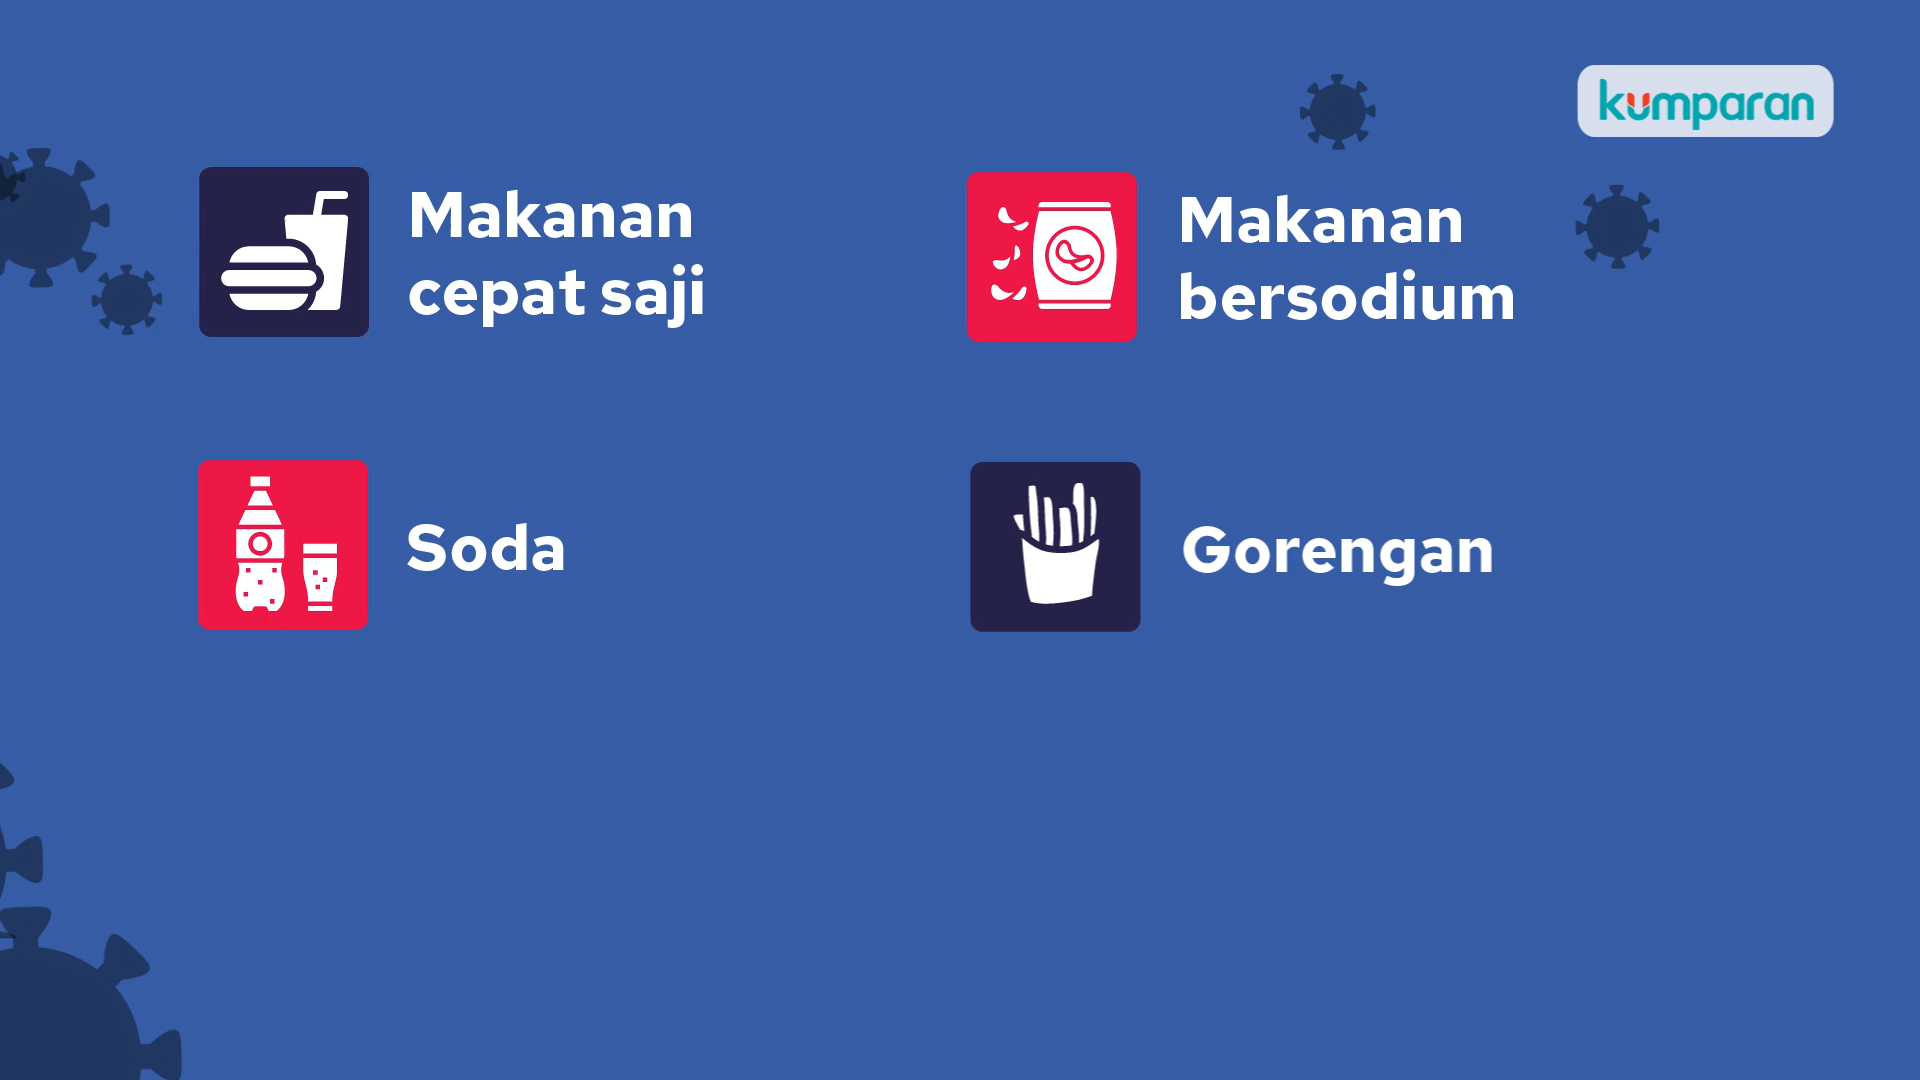 kumparan
Makanan
cepat saji
Makanan
bersodium
Soda
Gorengan